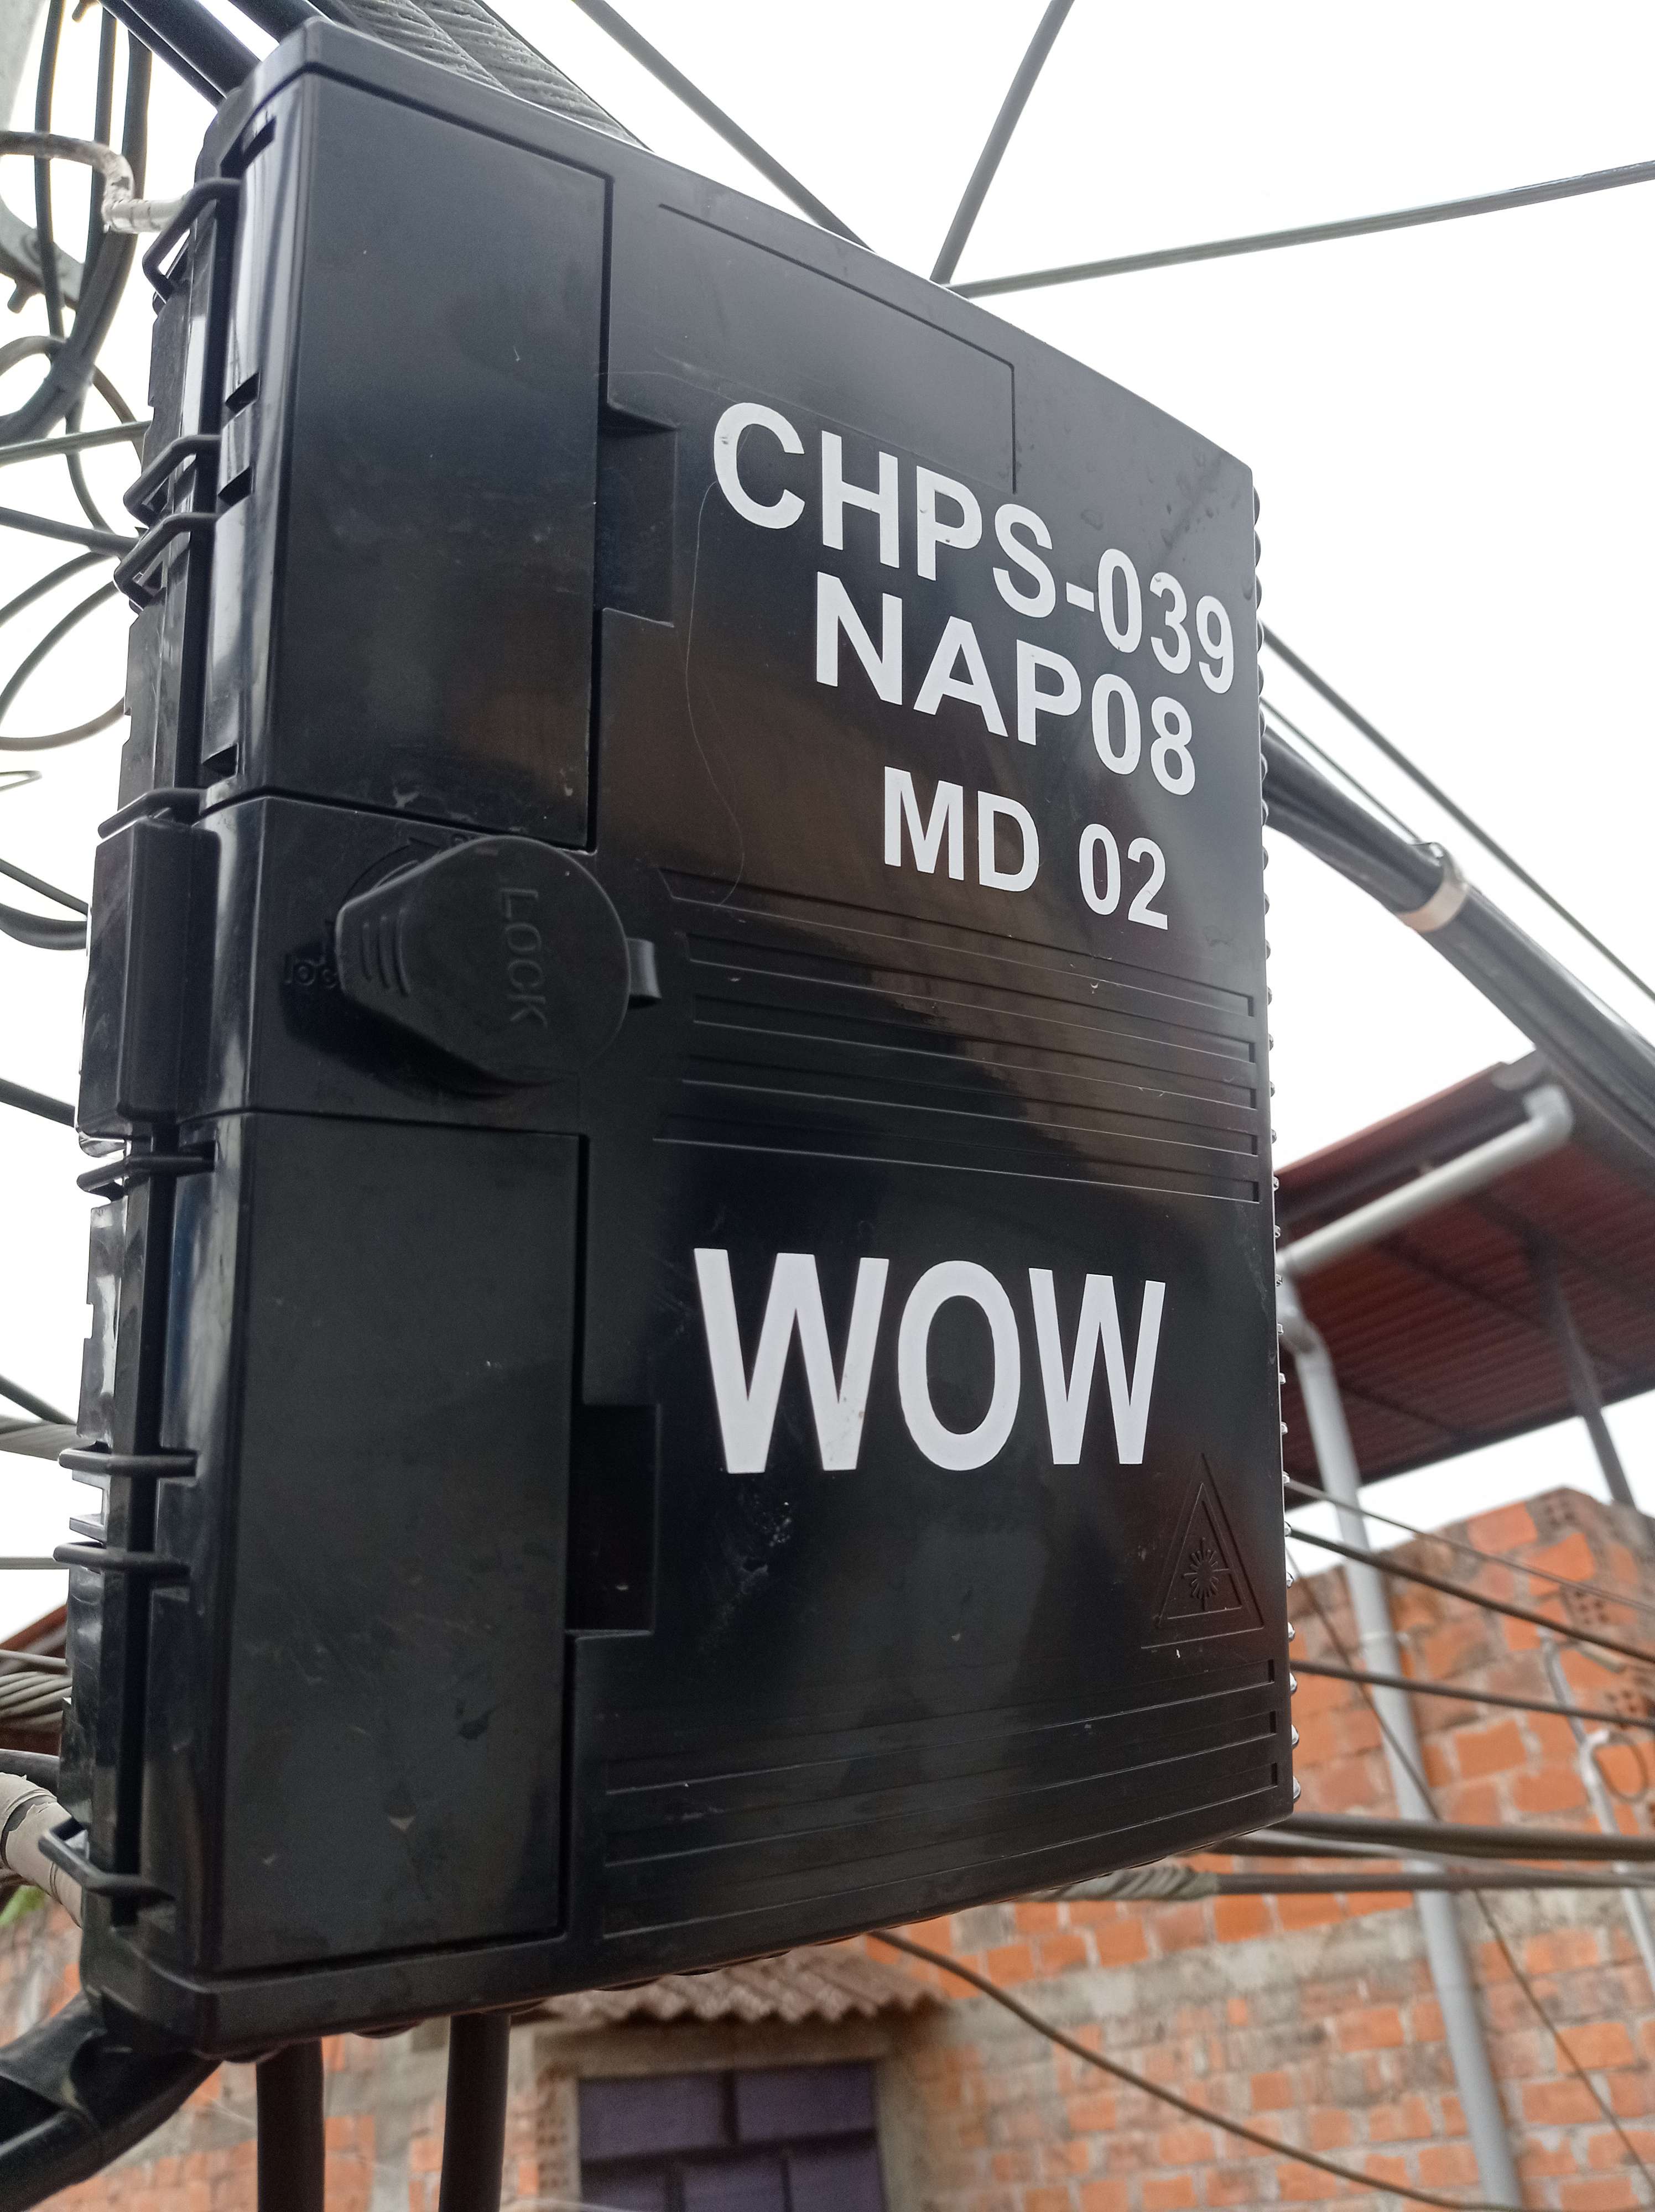 CHPS-039
NAP08
MD 02
LOCK
WOW